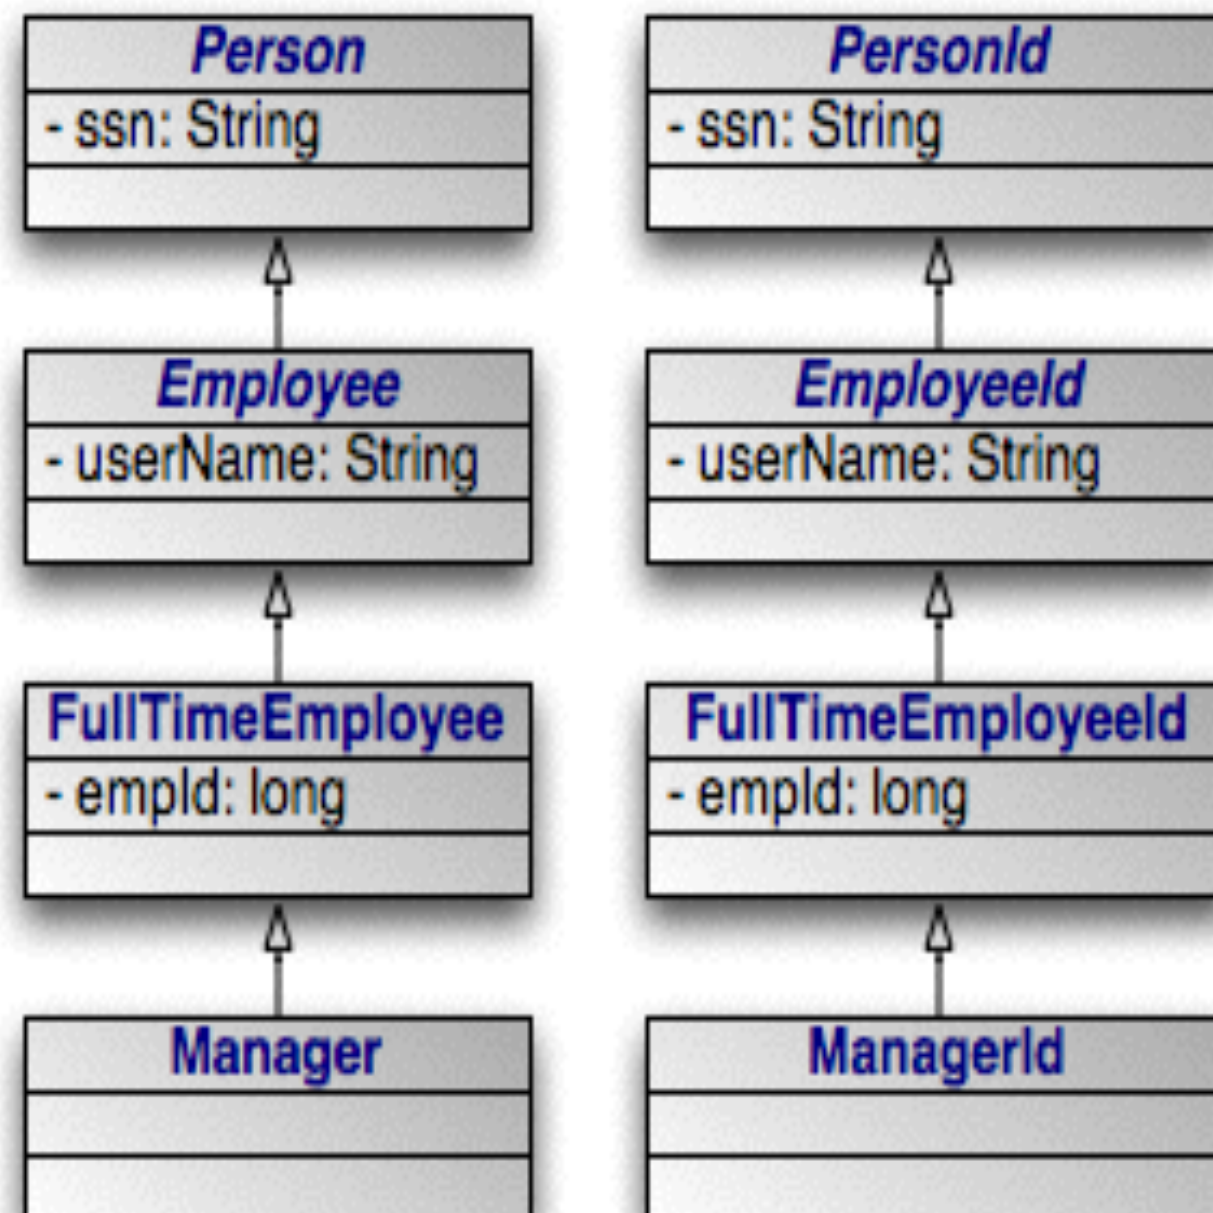 Person
- ssn: String
Employee
- userName: String
FullTimeEmployee
- empId: long
Manager
PersonId
- ssn: String
EmployeeId
- userName: String
FullTimeEmployeeId
- empId: long
ManagerId